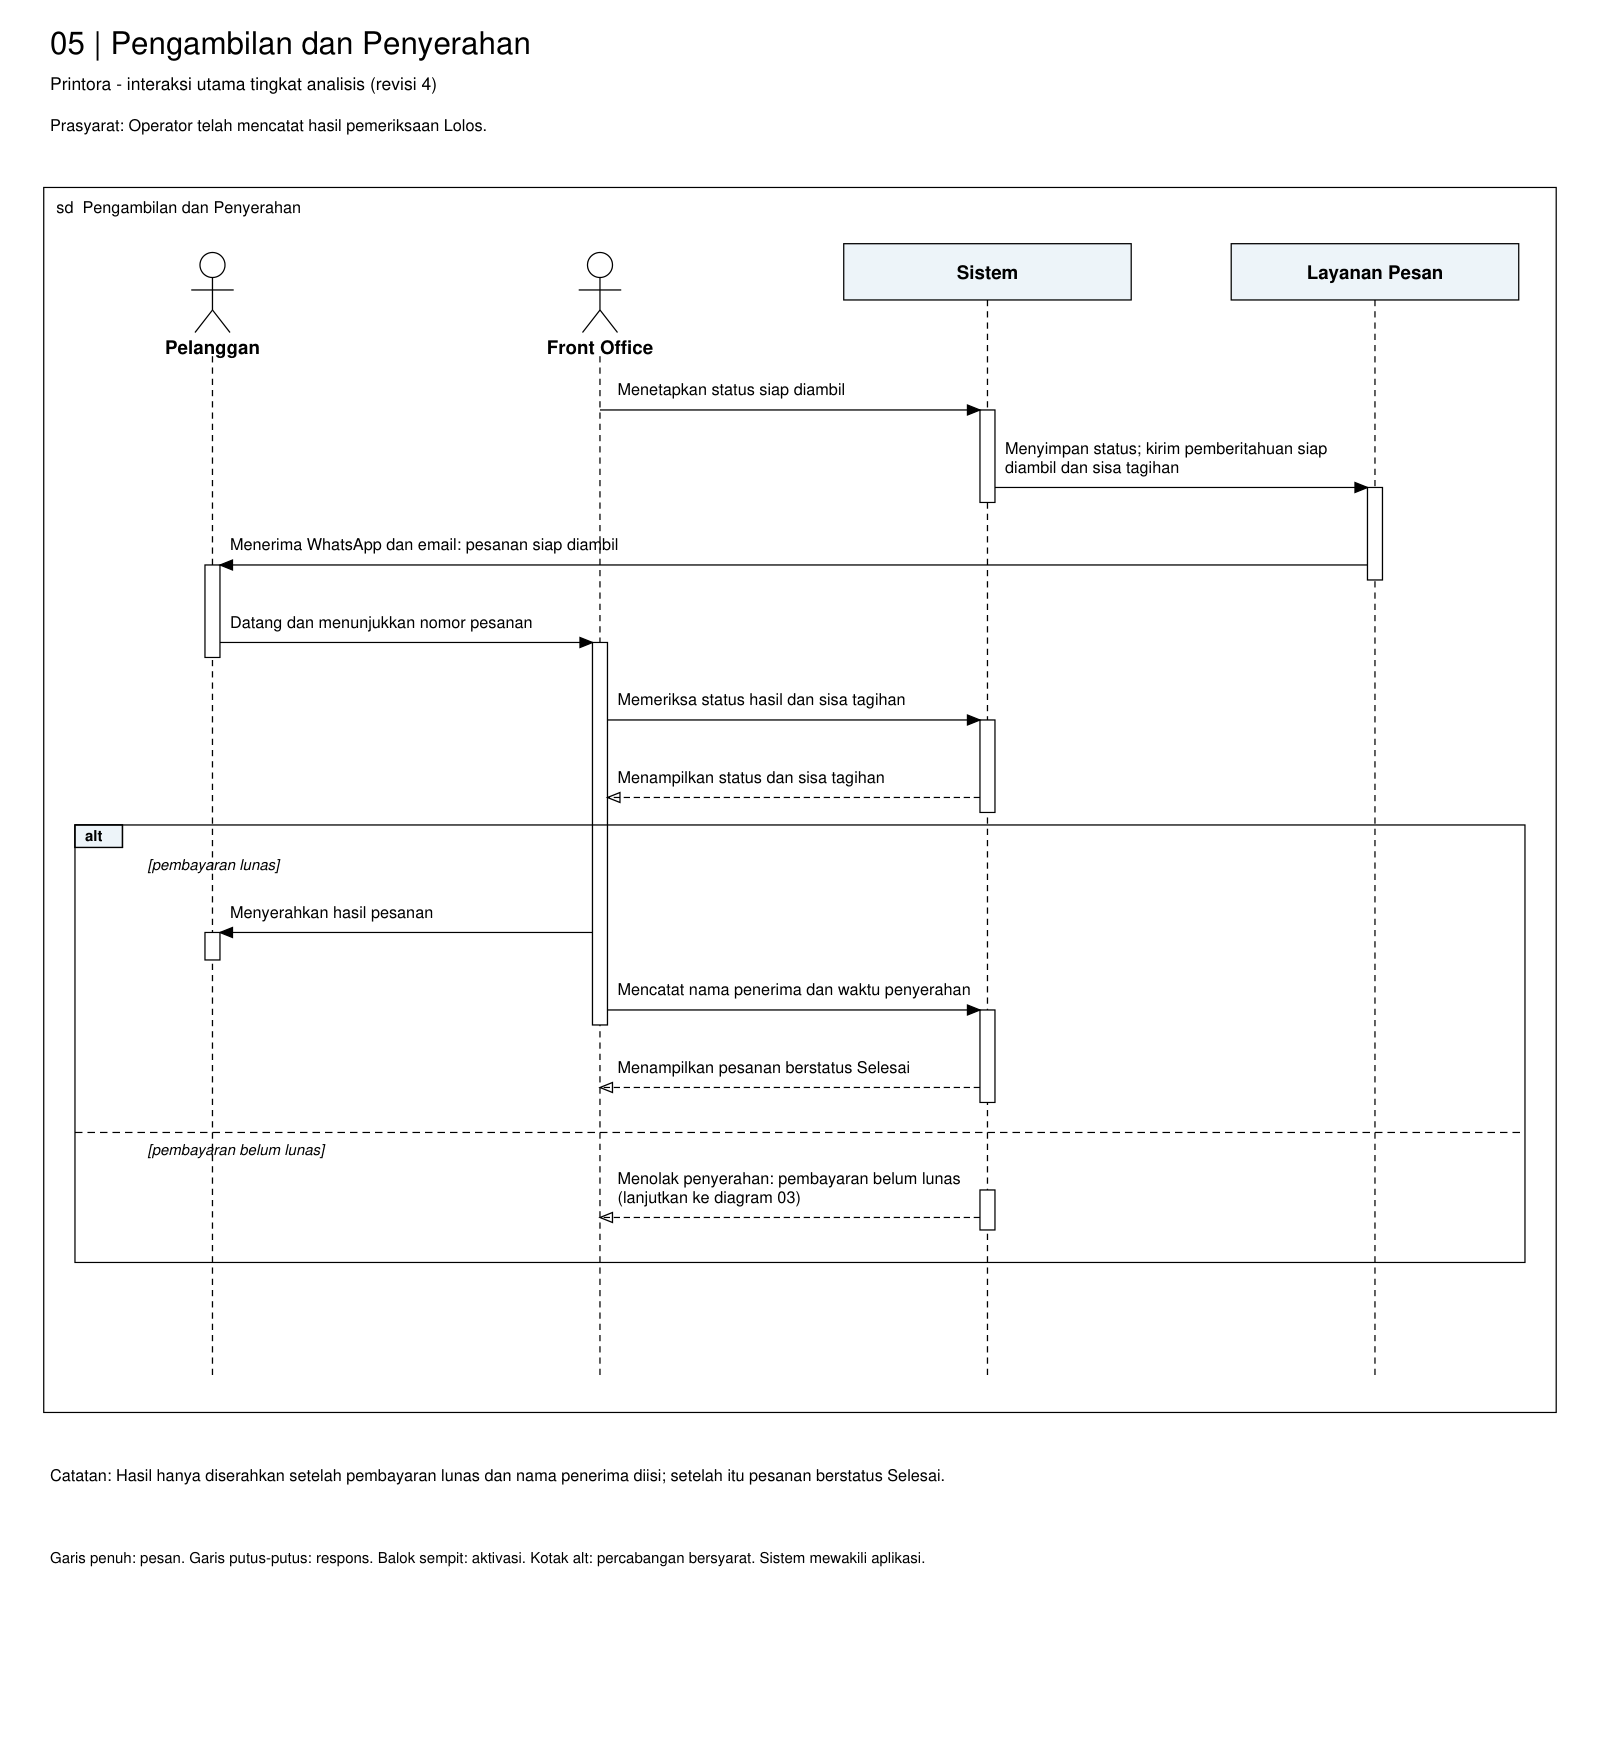 05 | Pengambilan dan Penyerahan
Printora - interaksi utama tingkat analisis (revisi 4)
Prasyarat: Operator telah mencatat hasil pemeriksaan Lolos.
sd Pengambilan dan Penyerahan
Sistem
Layanan Pesan
Pelanggan
Front Office
Menetapkan status siap diambil
Menyimpan status; kirim pemberitahuan siap
diambil dan sisa tagihan
Menerima WhatsApp dan email: pesanan siap diambil
Datang dan menunjukkan nomor pesanan
Memeriksa status hasil dan sisa tagihan
Menampilkan status dan sisa tagihan
alt
[pembayaran lunas]
Menyerahkan hasil pesanan
Mencatat nama penerima dan waktu penyerahan
Menampilkan pesanan berstatus Selesai
[pembayaran belum lunas]
Menolak penyerahan: pembayaran belum lunas
(lanjutkan ke diagram 03)
Catatan: Hasil hanya diserahkan setelah pembayaran lunas dan nama penerima diisi; setelah itu pesanan berstatus Selesai.
Garis penuh: pesan. Garis putus-putus: respons. Balok sempit: aktivasi. Kotak alt: percabangan bersyarat. Sistem mewakili aplikasi.